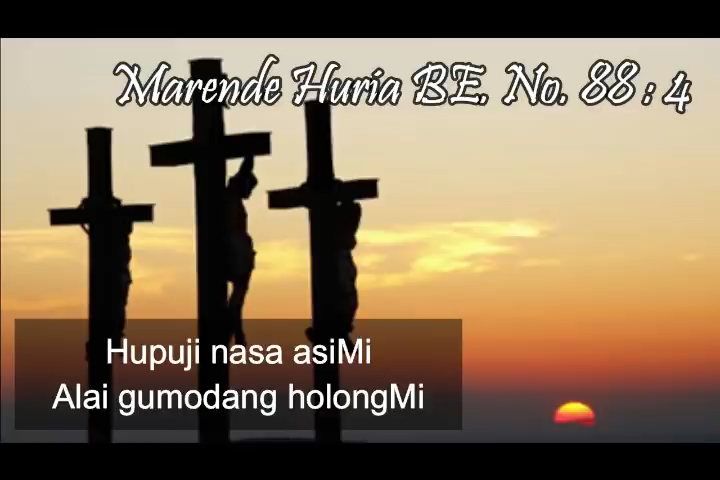 Marende Huria BE. No. 88 : 4
Hupuji nasa asiMi
Alai gumodang holongMi